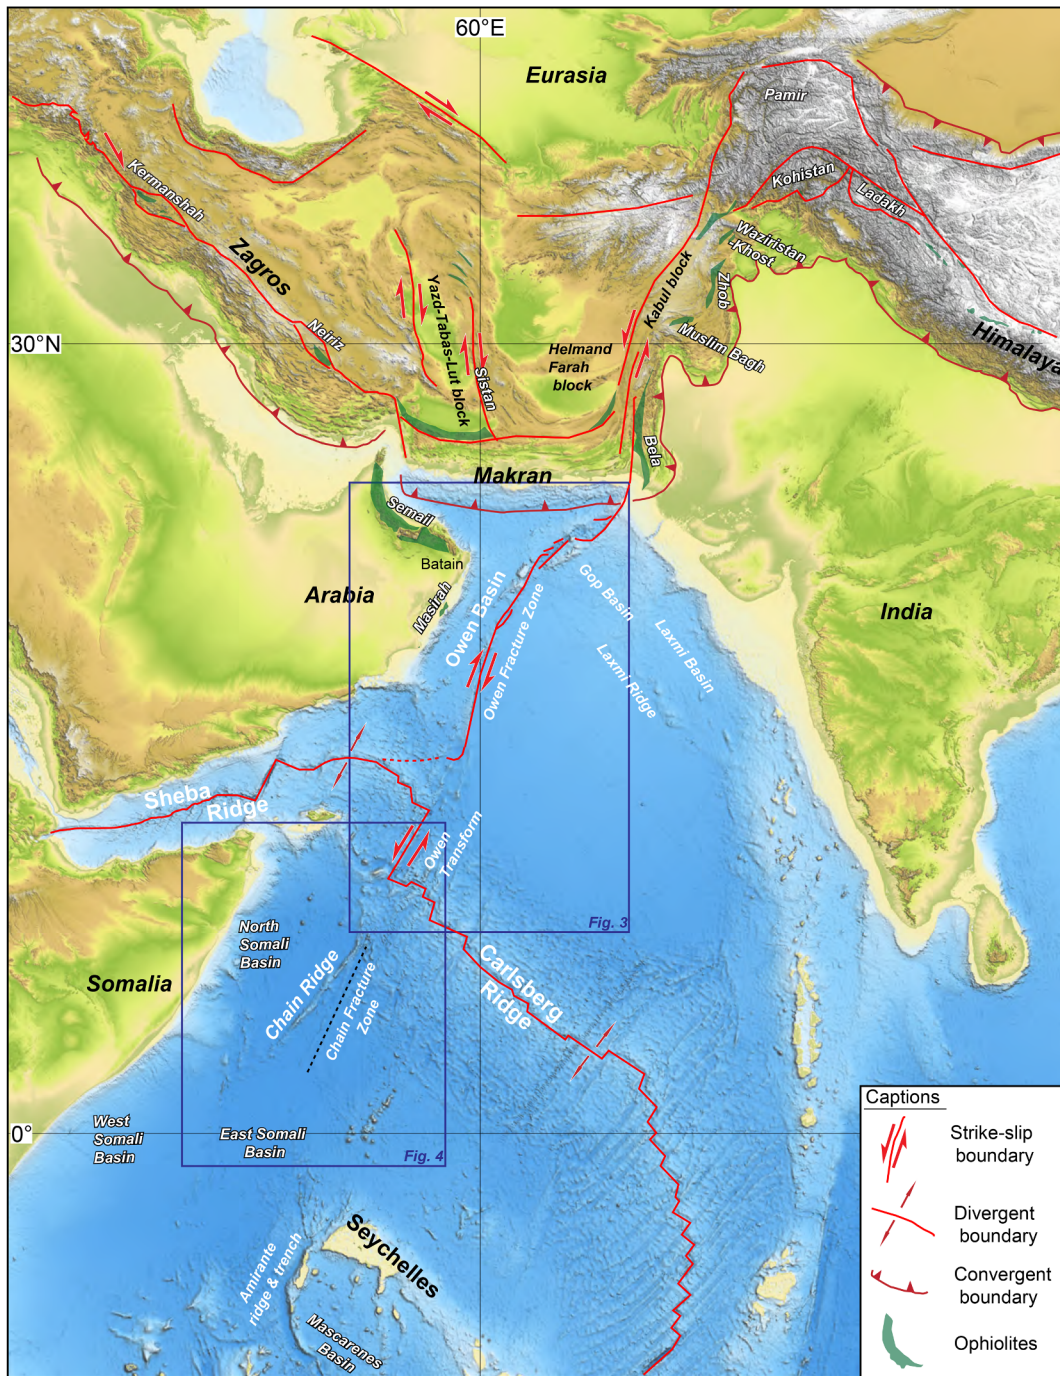 60°E
Eurasia
Pamir
Kermanshah
Kohistan
Ladakh
Waziristan
-Khost
Zagros
Zhob
Kabul block
Yazd-Tabas-Lut block
30°N
Neiriz
Muslim Bagh
Himalaya
Helmand
Farah
block
Sistan
Bela
Makran
Semail
Batain
Arabia
Masirah
Owen Basin
Owen Fracture Zone
Gop Basin
Laxmi Basin
Laxmi Ridge
India
Sheba
Ridge
Owen
Transform
Fig. 3
North
Somali
Basin
Somalia
Chain Ridge
Chain Fracture
Zone
Carlsberg
Ridge
West
Somali
Basin
0°
East Somali
Basin
Fig. 4
Seychelles
Amirante
ridge & trench
Mascarenes
Basin
Captions
Strike-slip
boundary
Divergent
boundary
Convergent
boundary
Ophiolites